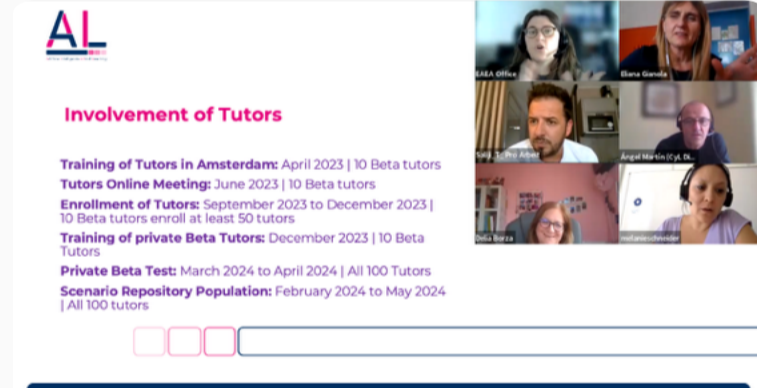 AL
Involvement of Tutors
Training of Tutors in Amsterdam: April 2023 | 10 Beta tutors
Tutors Online Meeting: June 2023 | 10 Beta tutors
Enrollment of Tutors: September 2023 to December 2023 |
10 Beta tutors enroll at least 50 tutors
Training of private Beta Tutors: December 2023 | 10 Beta
Tutors
Private Beta Test: March 2024 to April 2024 | All 100 Tutors
Scenario Repository Population: February 2024 to May 2024
| All 100 tutors
EAEA Office
Eliana Gianola
Ángel Martin (CyL Di...
Delia Barza
melanieschneider